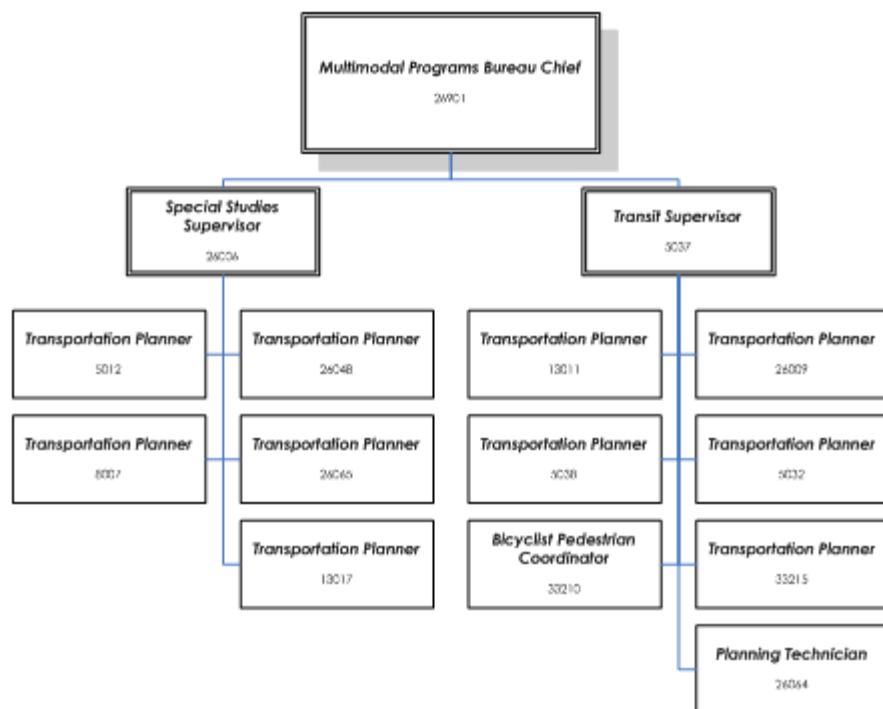 Multimodal Programs Bureau Chief
26901
Special Studies
Supervisor
26006
Transit Supervisor
5037
Transportation Planner
5012
Transportation Planner
26048
Transportation Planner
13011
Transportation Planner
26009
Transportation Planner
8007
Transportation Planner
26065
Transportation Planner
5038
Transportation Planner
5032
Transportation Planner
13017
Bicyclist Pedestrian
Coordinator
33210
Transportation Planner
33215
Planning Technician
26064